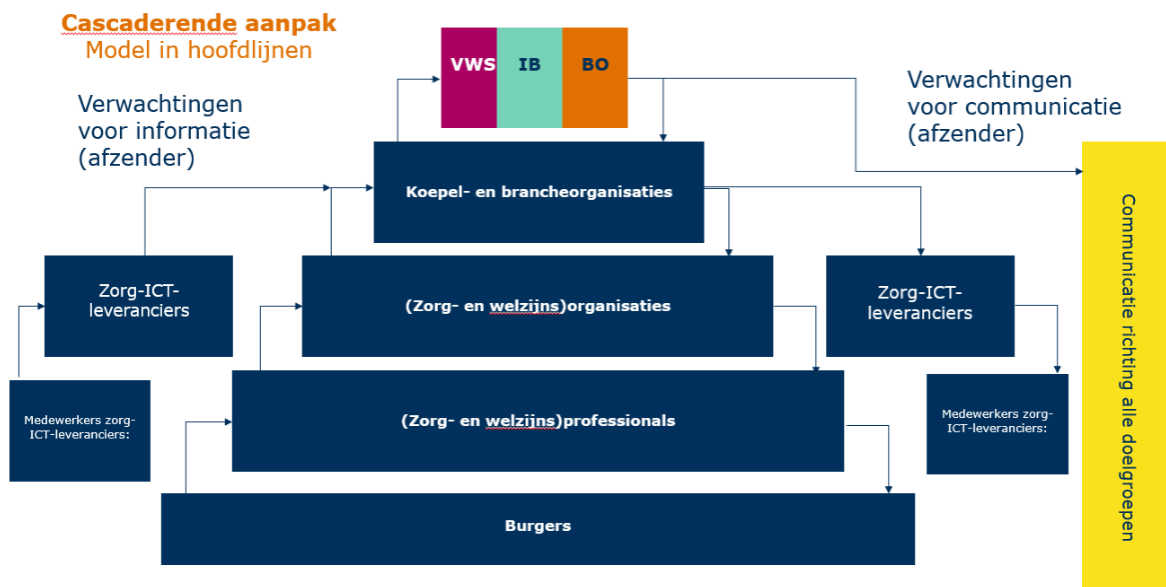 Cascaderende aanpak
Model in hoofdlijnen
VWS IB BO
Verwachtingen
voor informatie
(afzender)
Verwachtingen
voor communicatie
(afzender)
Koepel- en brancheorganisaties
Zorg-ICT-
leveranciers
(Zorg- en welzijns)organisaties
Zorg-ICT-
leveranciers
Medewerkers zorg-
ICT-leveranciers:
(Zorg- en welzijns)professionals
Medewerkers zorg-
ICT-leveranciers:
Burgers
Communicatie richting alle doelgroepen